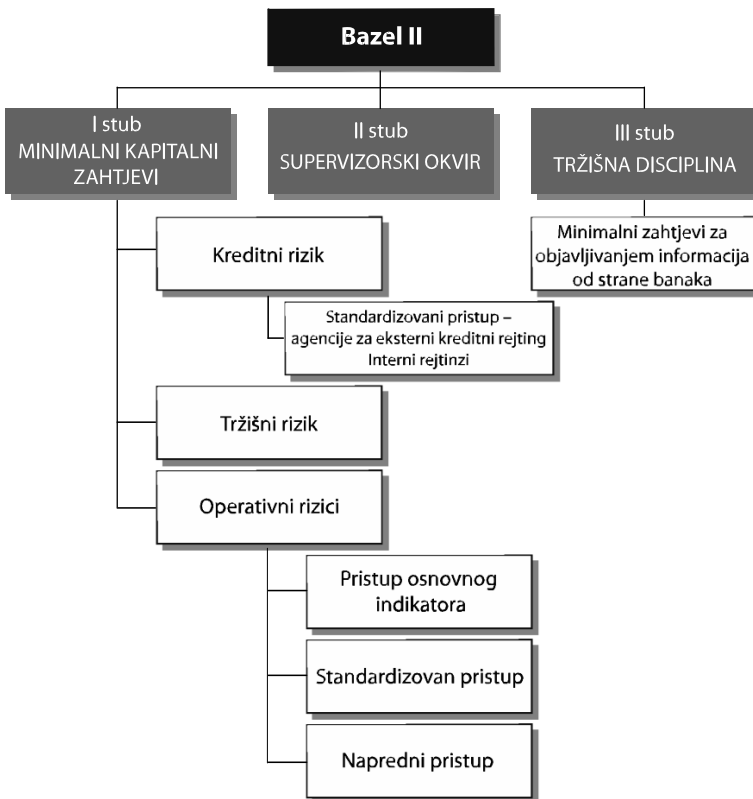 Bazel II
I stub
MINIMALNI KAPITALNI
ZAHTJEVI
II stub
SUPERVIZORSKI OKVIR
III stub
TRŽIŠNA DISCIPLINA
Kreditni rizik
Minimalni zahtjevi za
objavljivanjem informacija
od strane banaka
Standardizovani pristup –
agencije za eksterni kreditni rejting
Interni rejtinzi
Tržišni rizik
Operativni rizici
Pristup osnovnog
indikatora
Standardizovan pristup
Napredni pristup